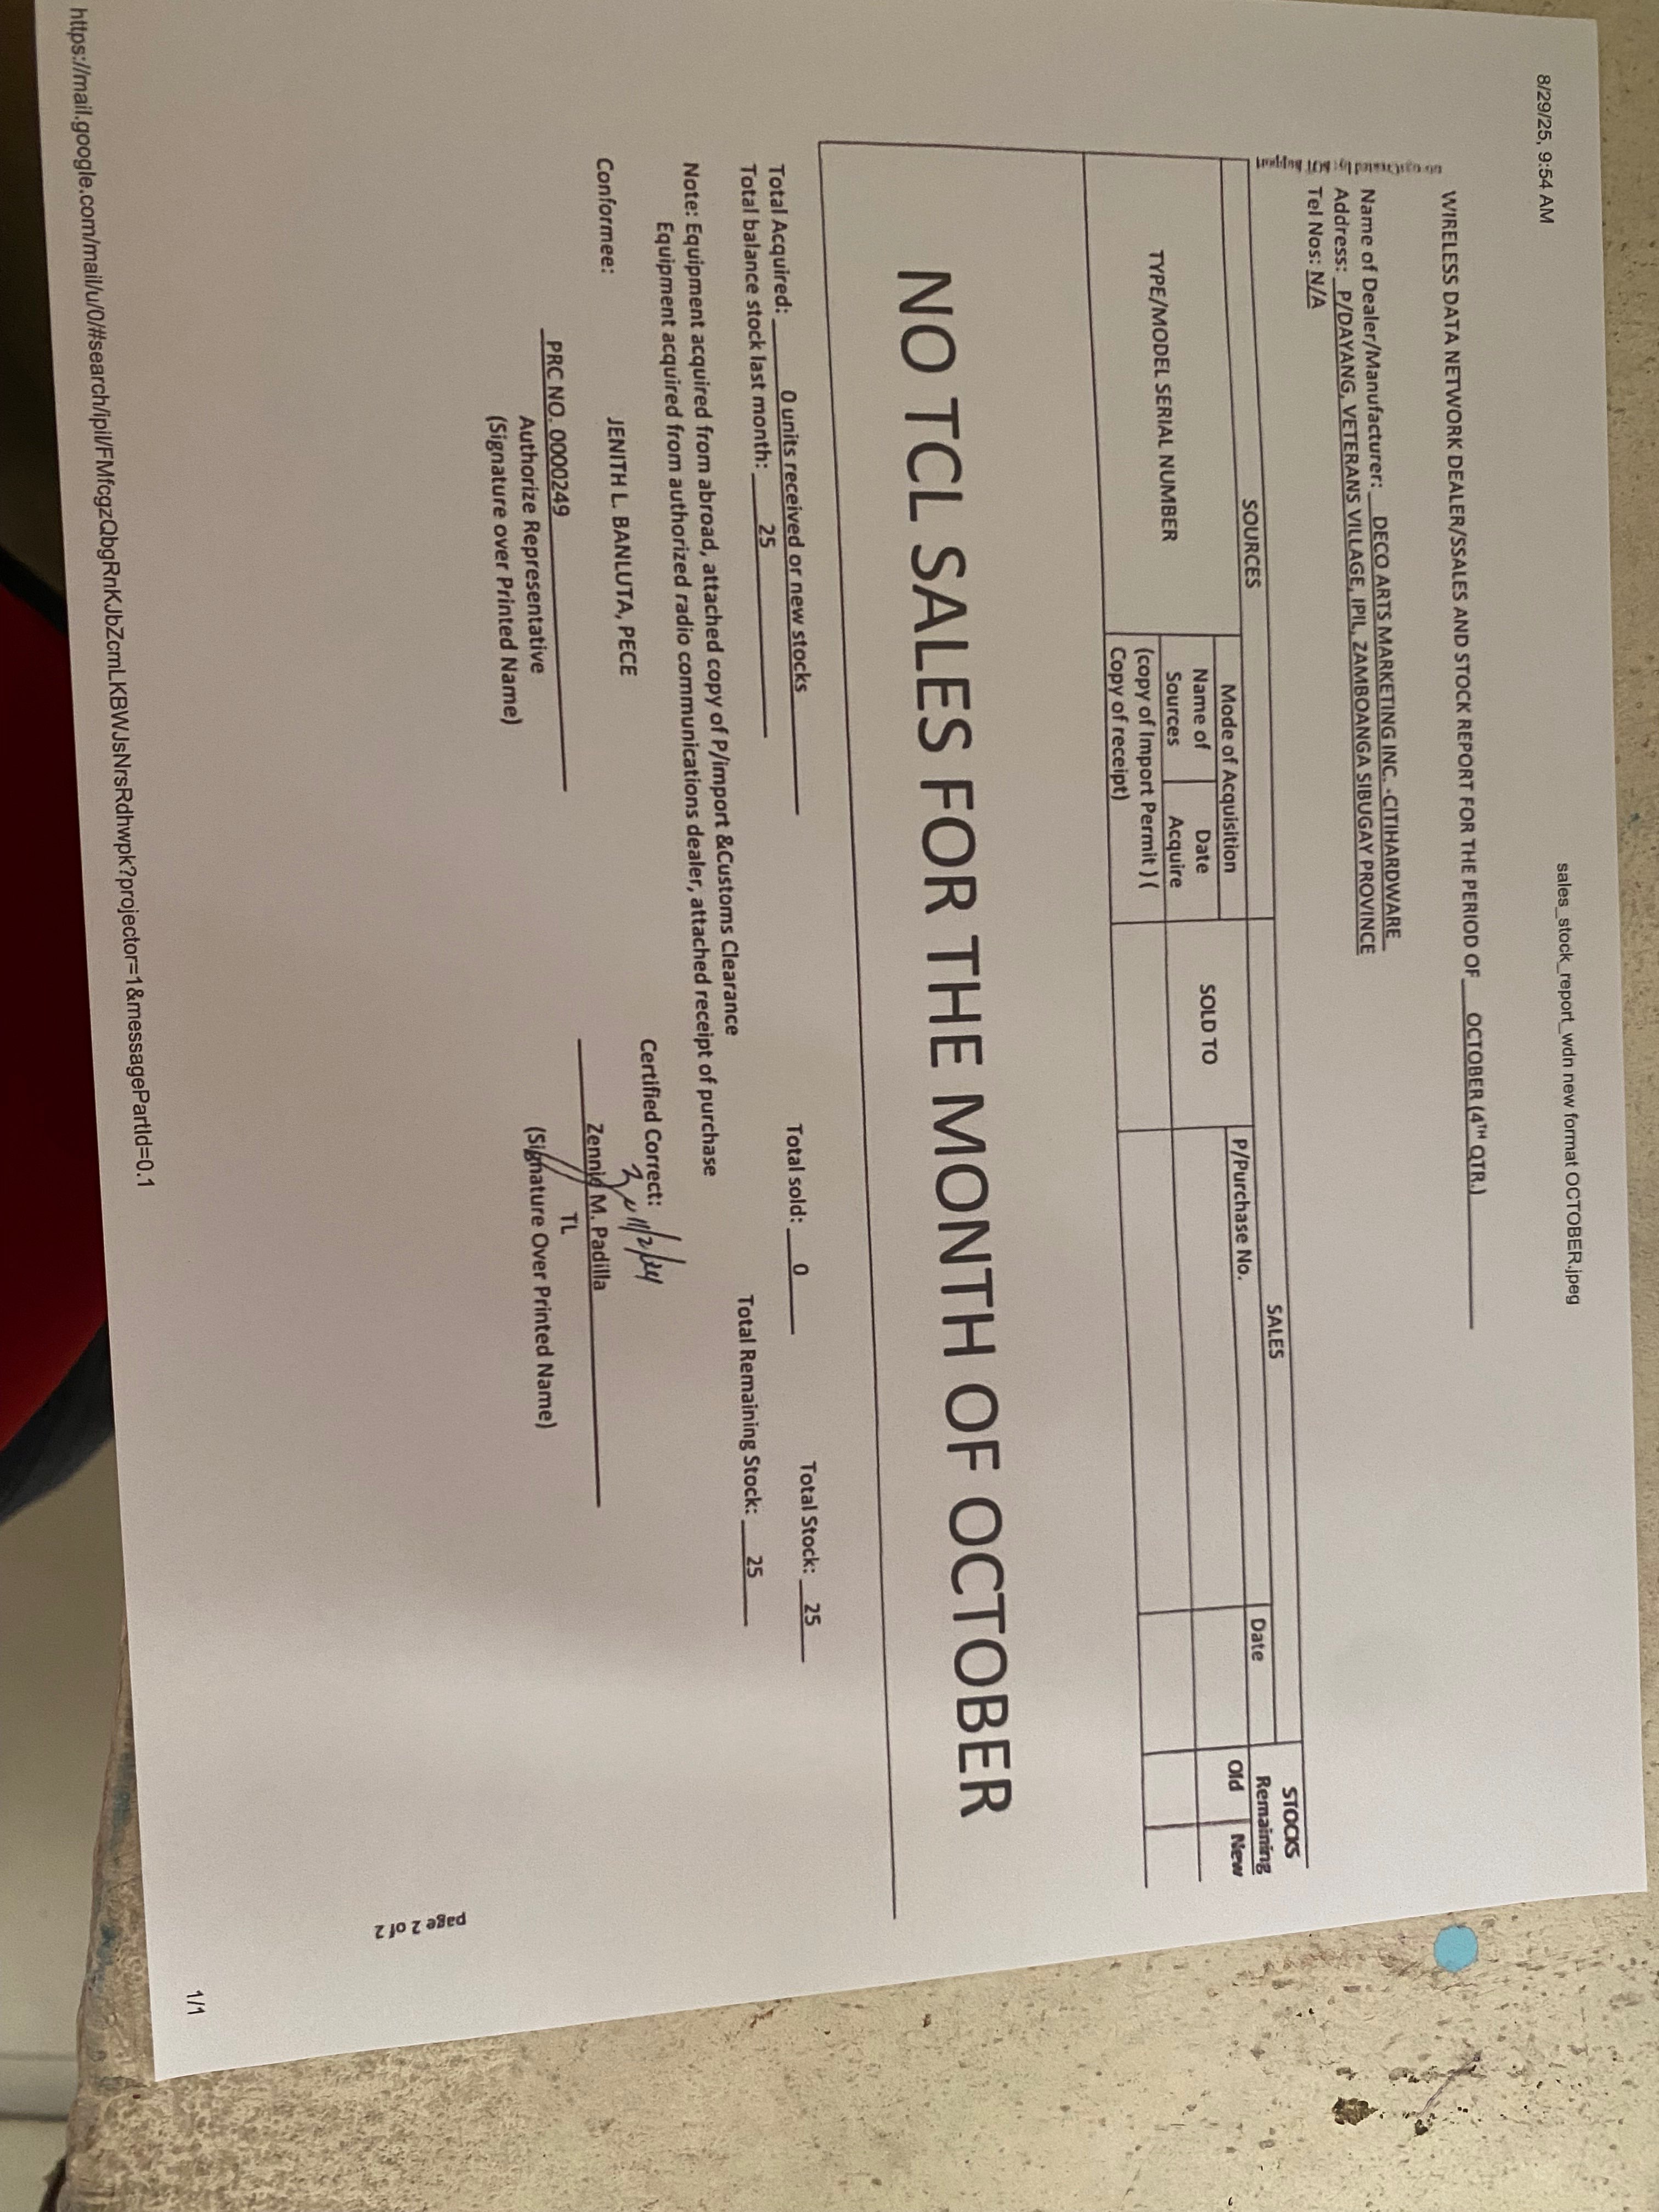 8/29/25, 9:54 AM
sales_stock_report_wdn new format OCTOBER.jpeg
WIRELESS DATA NETWORK DEALER/SSALES AND STOCK REPORT FOR THE PERIOD OF OCTOBER (4TH QTR.)
Name of Dealer/Manufacturer: DECO ARTS MARKETING INC. -CITIHARDWARE
Address: P/DAYANG, VETERANS VILLAGE, IPIL, ZAMBOANGA SIBUGAY PROVINCE
Tel Nos: N/A
SOURCES SALES STOCKS
TYPE/MODEL SERIAL NUMBER
Mode of Acquisition
Name of Sources
Date Acquire
(copy of Import Permit ) (
Copy of receipt)
SOLD TO
P/Purchase No.
Date
Remaining
Old New
NO TCL SALES FOR THE MONTH OF OCTOBER
Total Acquired: 0 units received or new stocks Total sold: 0 Total Stock: 25
Total balance stock last month: 25 Total Remaining Stock: 25
Note: Equipment acquired from abroad, attached copy of P/import &Customs Clearance
Equipment acquired from authorized radio communications dealer, attached receipt of purchase
Conformee: Certified Correct:
11/2/24
JENITH L. BANLUTA, PECE Zennie M. Padilla
PRC NO. 0000249 TL
Authorize Representative (Signature Over Printed Name)
(Signature over Printed Name)
page 2 of 2
https://mail.google.com/mail/u/0/#search/ipil/FMfcgzQbgRnKJbZcmLKBWJsNrsRdhwpk?projector=1&messagePartId=0.1
1/1